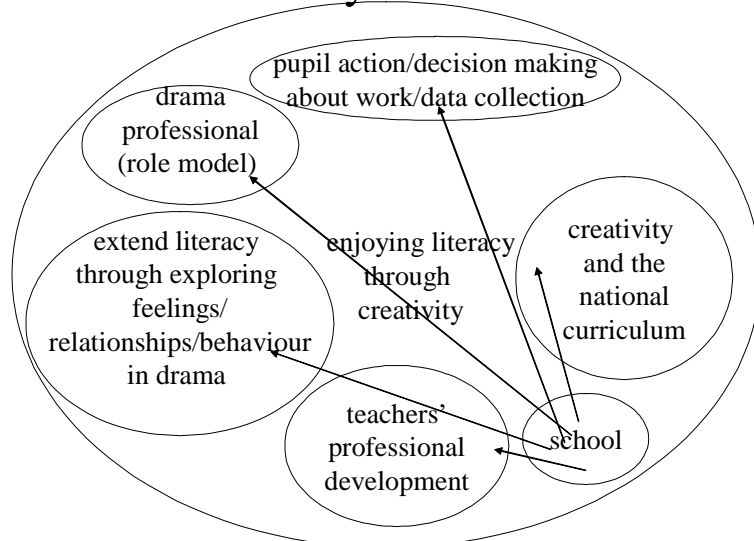 pupil action/decision making
about work/data collection
drama
professional
(role model)
extend literacy
through exploring
feelings/
relationships/behaviour
in drama
enjoying literacy
through
creativity
creativity
and the
national
curriculum
teachers’
professional
development
school